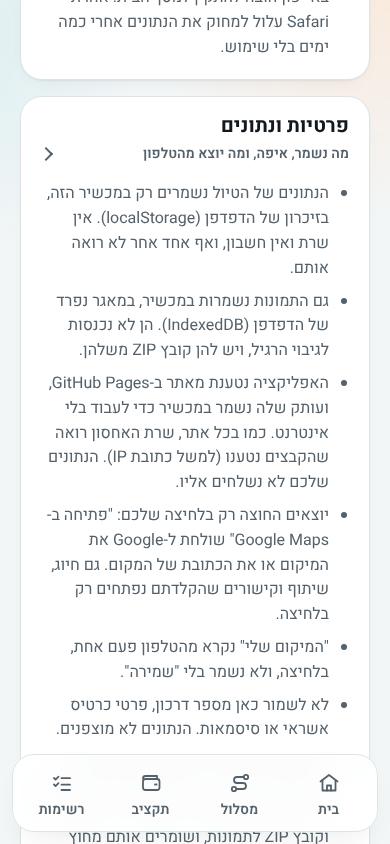 Safari עלול למחוק את הנתונים אחרי כמה
ימים בלי שימוש.
פרטיות ונתונים
מה נשמר, איפה, ומה יוצא מהטלפון
הנתונים של הטיול נשמרים רק במכשיר הזה,
בזיכרון של הדפדפן (localStorage). אין
שרת ואין חשבון, ואף אחד אחר לא רואה
אותם.
גם התמונות נשמרות במכשיר, במאגר נפרד
של הדפדפן (IndexedDB). הן לא נכנסות
לגיבוי הרגיל, ויש להן קובץ ZIP משלהן.
האפליקציה נטענת מאתר ב-GitHub Pages,
ועותק שלה נשמר במכשיר כדי לעבוד בלי
אינטרנט. כמו בכל אתר, שרת האחסון רואה
שהקבצים נטענו (למשל כתובת IP). הנתונים
שלכם לא נשלחים אליו.
יוצאים החוצה רק בלחיצה שלכם: "פתיחה ב-
Google Maps" שולחת ל-Google את
המיקום או את הכתובת של המקום. גם חיוג,
שיתוף וקישורים שהקלדתם נפתחים רק
בלחיצה.
"המיקום שלי" נקרא מהטלפון פעם אחת,
בלחיצה, ולא נשמר בלי "שמירה".
לא לשמור כאן מספר דרכון, פרטי כרטיס
אשראי או סיסמאות. הנתונים לא מוצפנים.
בית
מסלול
תקציב
רשימות
וקובץ ZIP לתמונות, ושומרים אותם מחוץ